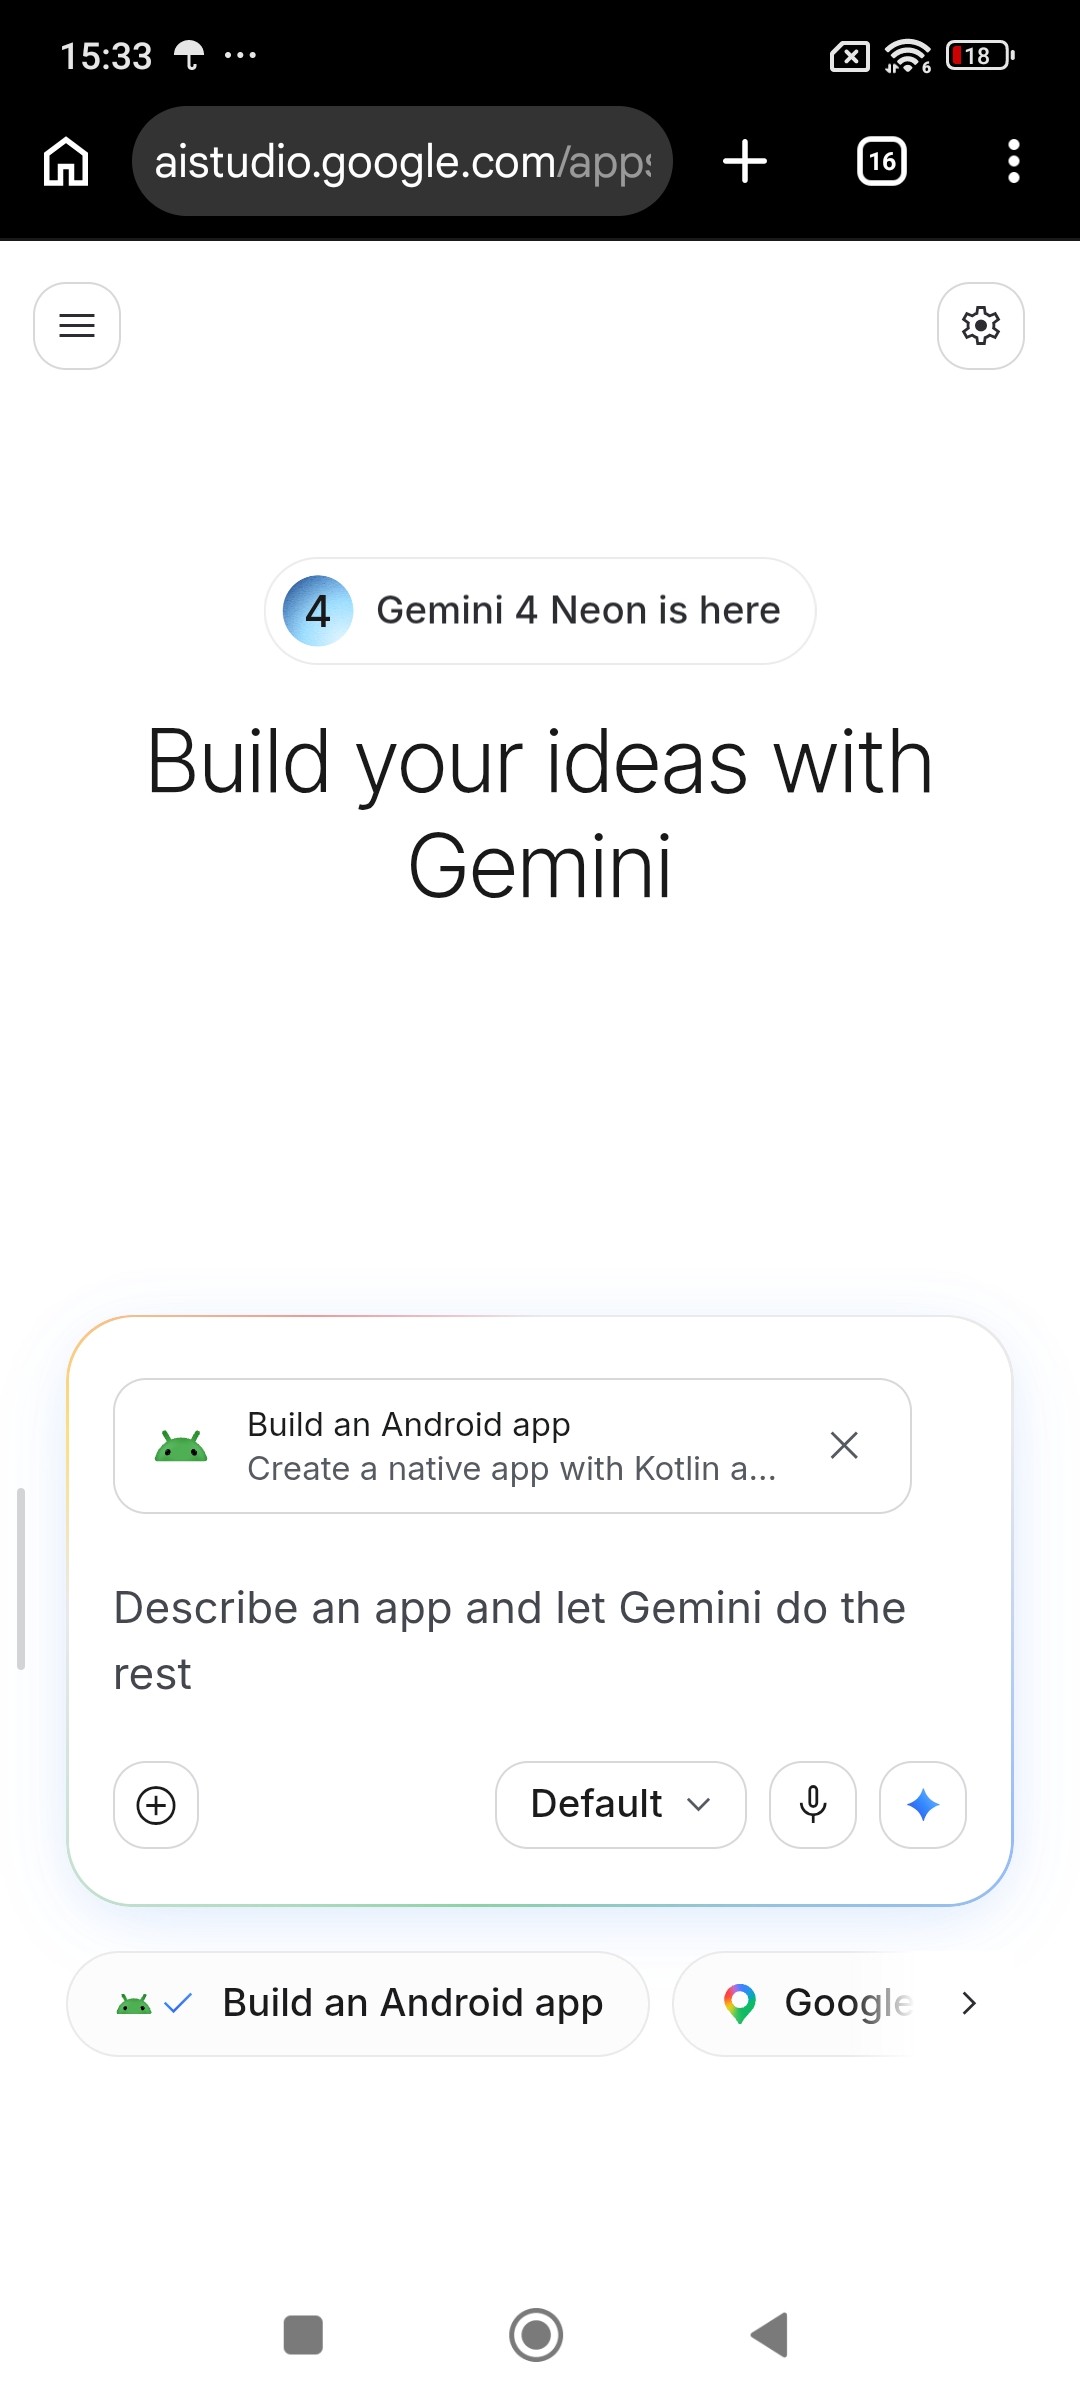 15:33
18
aistudio.google.com/apps
16
4 Gemini 4 Neon is here
Build your ideas with
Gemini
Build an Android app
Create a native app with Kotlin a...
Describe an app and let Gemini do the
rest
Default
Build an Android app
Google